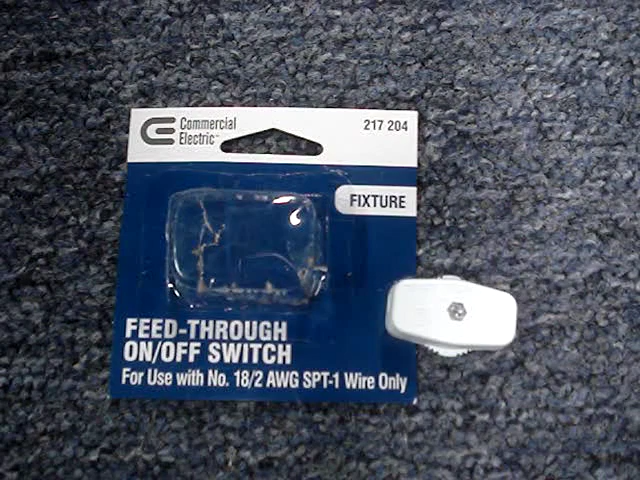 Commercial
Electric™
217 204
FIXTURE
FEED-THROUGH
ON/OFF SWITCH
For Use with No. 18/2 AWG SPT-1 Wire Only